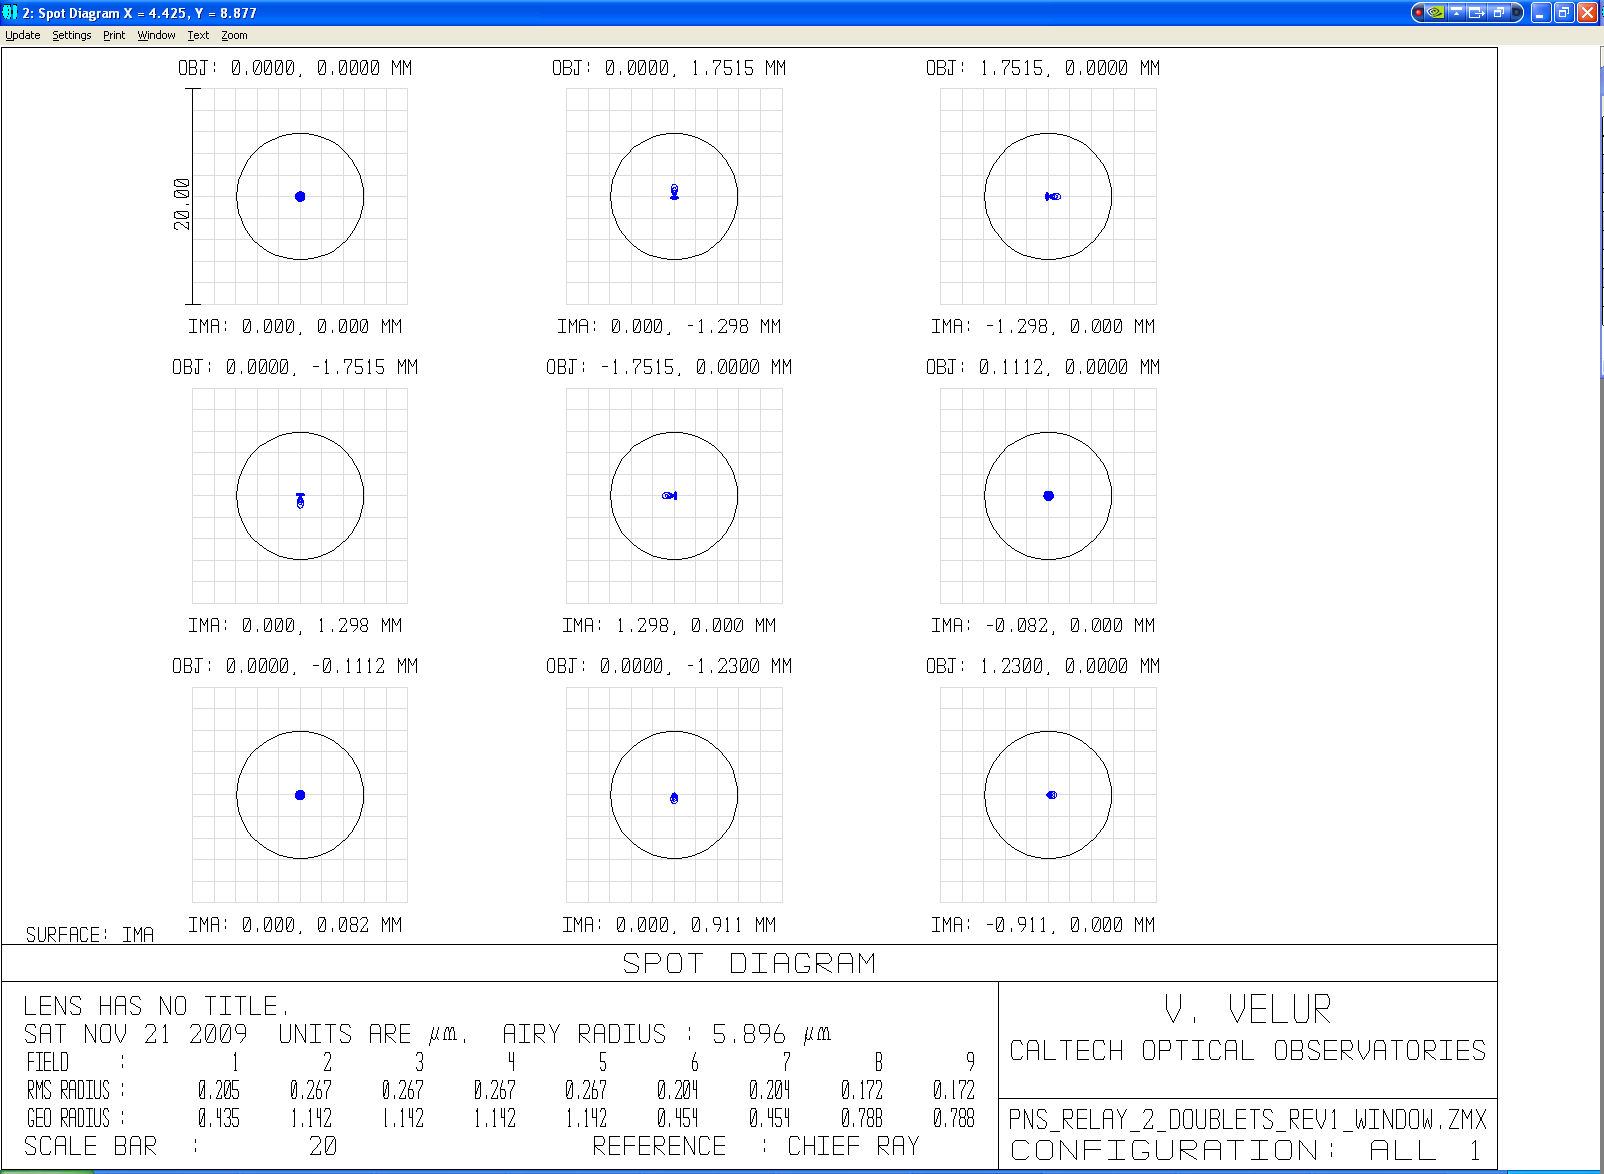 2: Spot Diagram X = 4.425, Y = 8.877
Update Settings Print Window Text Zoom
OBJ: 0.0000, 0.0000 MM
OBJ: 0.0000, 1.7515 MM
OBJ: 1.7515, 0.0000 MM
20.00
IMA: 0.000, 0.000 MM
IMA: 0.000, -1.298 MM
IMA: -1.298, 0.000 MM
OBJ: 0.0000, -1.7515 MM
OBJ: -1.7515, 0.0000 MM
OBJ: 0.1112, 0.0000 MM
IMA: 0.000, 1.298 MM
IMA: 1.298, 0.000 MM
IMA: -0.082, 0.000 MM
OBJ: 0.0000, -0.1112 MM
OBJ: 0.0000, -1.2300 MM
OBJ: 1.2300, 0.0000 MM
IMA: 0.000, 0.082 MM
IMA: 0.000, 0.911 MM
IMA: -0.911, 0.000 MM
SURFACE: IMA
SPOT DIAGRAM
LENS HAS NO TITLE.
SAT NOV 21 2009 UNITS ARE µm. AIRY RADIUS : 5.896 µm
FIELD : 1 2 3 4 5 6 7 8 9
RMS RADIUS : 0.205 0.267 0.267 0.267 0.267 0.204 0.204 0.172 0.172
GEO RADIUS : 0.435 1.142 1.142 1.142 1.142 0.454 0.454 0.788 0.788
SCALE BAR : 20 REFERENCE : CHIEF RAY
V. VELUR
CALTECH OPTICAL OBSERVATORIES
PNS_RELAY_2_DOUBLETS_REV1_WINDOW.ZMX
CONFIGURATION: ALL 1